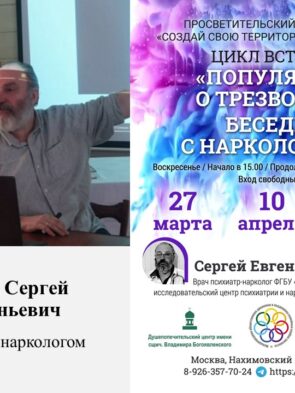 ПРОСВЕТИТЕЛЬСКИЙ
«СОЗДАЙ СВОЮ ТЕРРИТОР
ЦИКЛ ВСТ
«ПОПУЛЯ
О ТРЕЗВО
БЕСЕД
С НАРКОЛО
Воскресенье / Начало в 15.00 / Продол
Вход свободны
27
марта
10
апрел
Сергей Евген
Врач психиатр-нарколог ФГБУ «
исследовательский центр психиатрии и нар
Сергей
ньевич
наркологом
Душепопечительский центр имени
сщмч. Владимира Богоявленского
Москва, Нахимовский
8-926-357-70-24
https:/